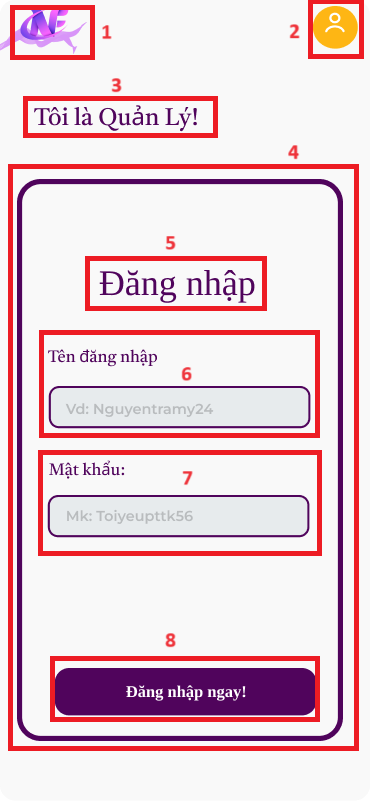 NE
1
2
3
Tôi là Quản Lý!
4
5
Đăng nhập
Tên đăng nhập
6
Vd: Nguyentramy24
Mật khẩu:
7
Mk: Toiyeupttk56
8
Đăng nhập ngay!